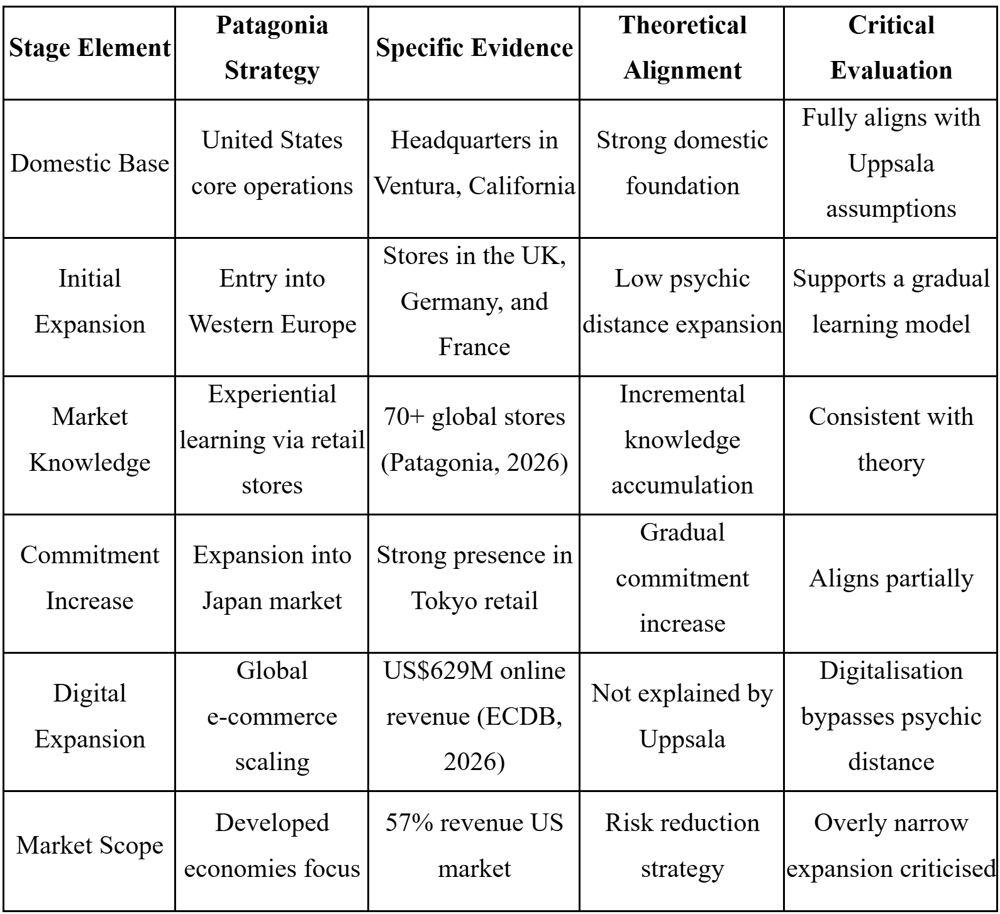 Stage Element
Patagonia
Strategy
Specific Evidence
Theoretical
Alignment
Critical
Evaluation
Domestic Base
United States
core operations
Headquarters in
Ventura, California
Strong domestic
foundation
Fully aligns with
Uppsala
assumptions
Initial
Expansion
Entry into
Western Europe
Stores in the UK,
Germany, and
France
Low psychic
distance expansion
Supports a gradual
learning model
Market
Knowledge
Experiential
learning via retail
stores
70+ global stores
(Patagonia, 2026)
Incremental
knowledge
accumulation
Consistent with
theory
Commitment
Increase
Expansion into
Japan market
Strong presence in
Tokyo retail
Gradual
commitment
increase
Aligns partially
Digital
Expansion
Global
e-commerce
scaling
US$629M online
revenue (ECDB,
2026)
Not explained by
Uppsala
Digitalisation
bypasses psychic
distance
Market Scope
Developed
economies focus
57% revenue US
market
Risk reduction
strategy
Overly narrow
expansion criticised